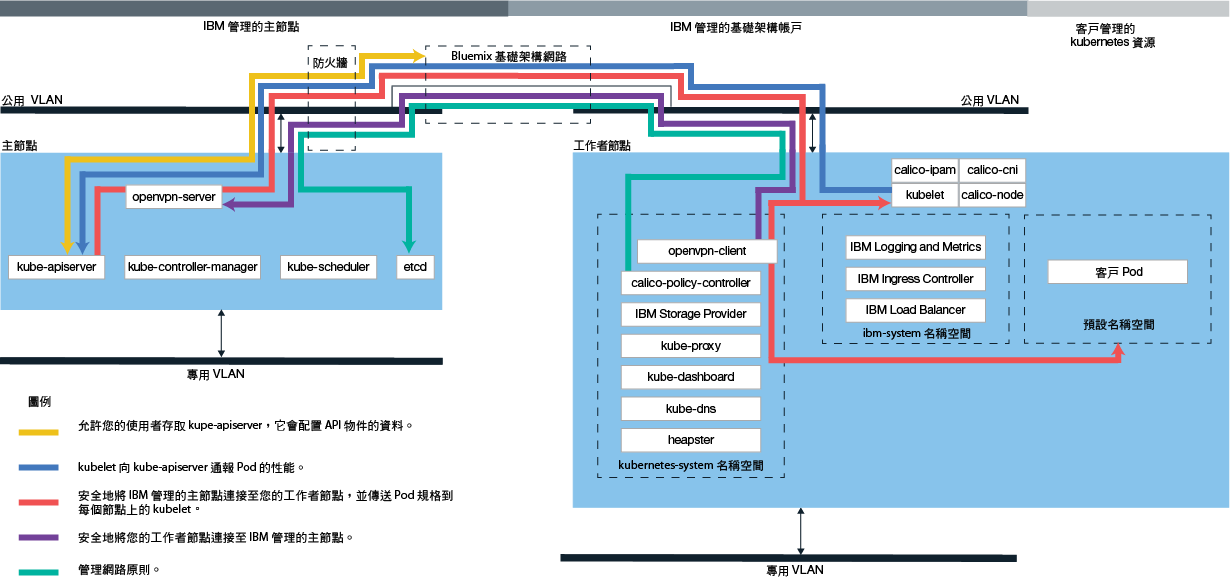 IBM 管理的主節點
IBM 管理的基礎架構帳戶
客戶管理的
kubernetes 資源
防火牆
Bluemix 基礎架構網路
公用 VLAN
公用 VLAN
主節點
工作者節點
openvpn-server
kube-apiserver
kube-controller-manager
kube-scheduler
etcd
calico-ipam
calico-cni
kubelet
calico-node
openvpn-client
calico-policy-controller
IBM Storage Provider
kube-proxy
kube-dashboard
kube-dns
heapster
kubernetes-system 名稱空間
IBM Logging and Metrics
IBM Ingress Controller
IBM Load Balancer
ibm-system 名稱空間
客戶 Pod
預設名稱空間
專用 VLAN
專用 VLAN
圖例
允許您的使用者存取 kupe-apiserver，它會配置 API 物件的資料。
kubelet 向 kube-apiserver 通報 Pod 的性能。
安全地將 IBM 管理的主節點連接至您的工作者節點，並傳送 Pod 規格到
每個節點上的 kubelet。
安全地將您的工作者節點連接至 IBM 管理的主節點。
管理網路原則。